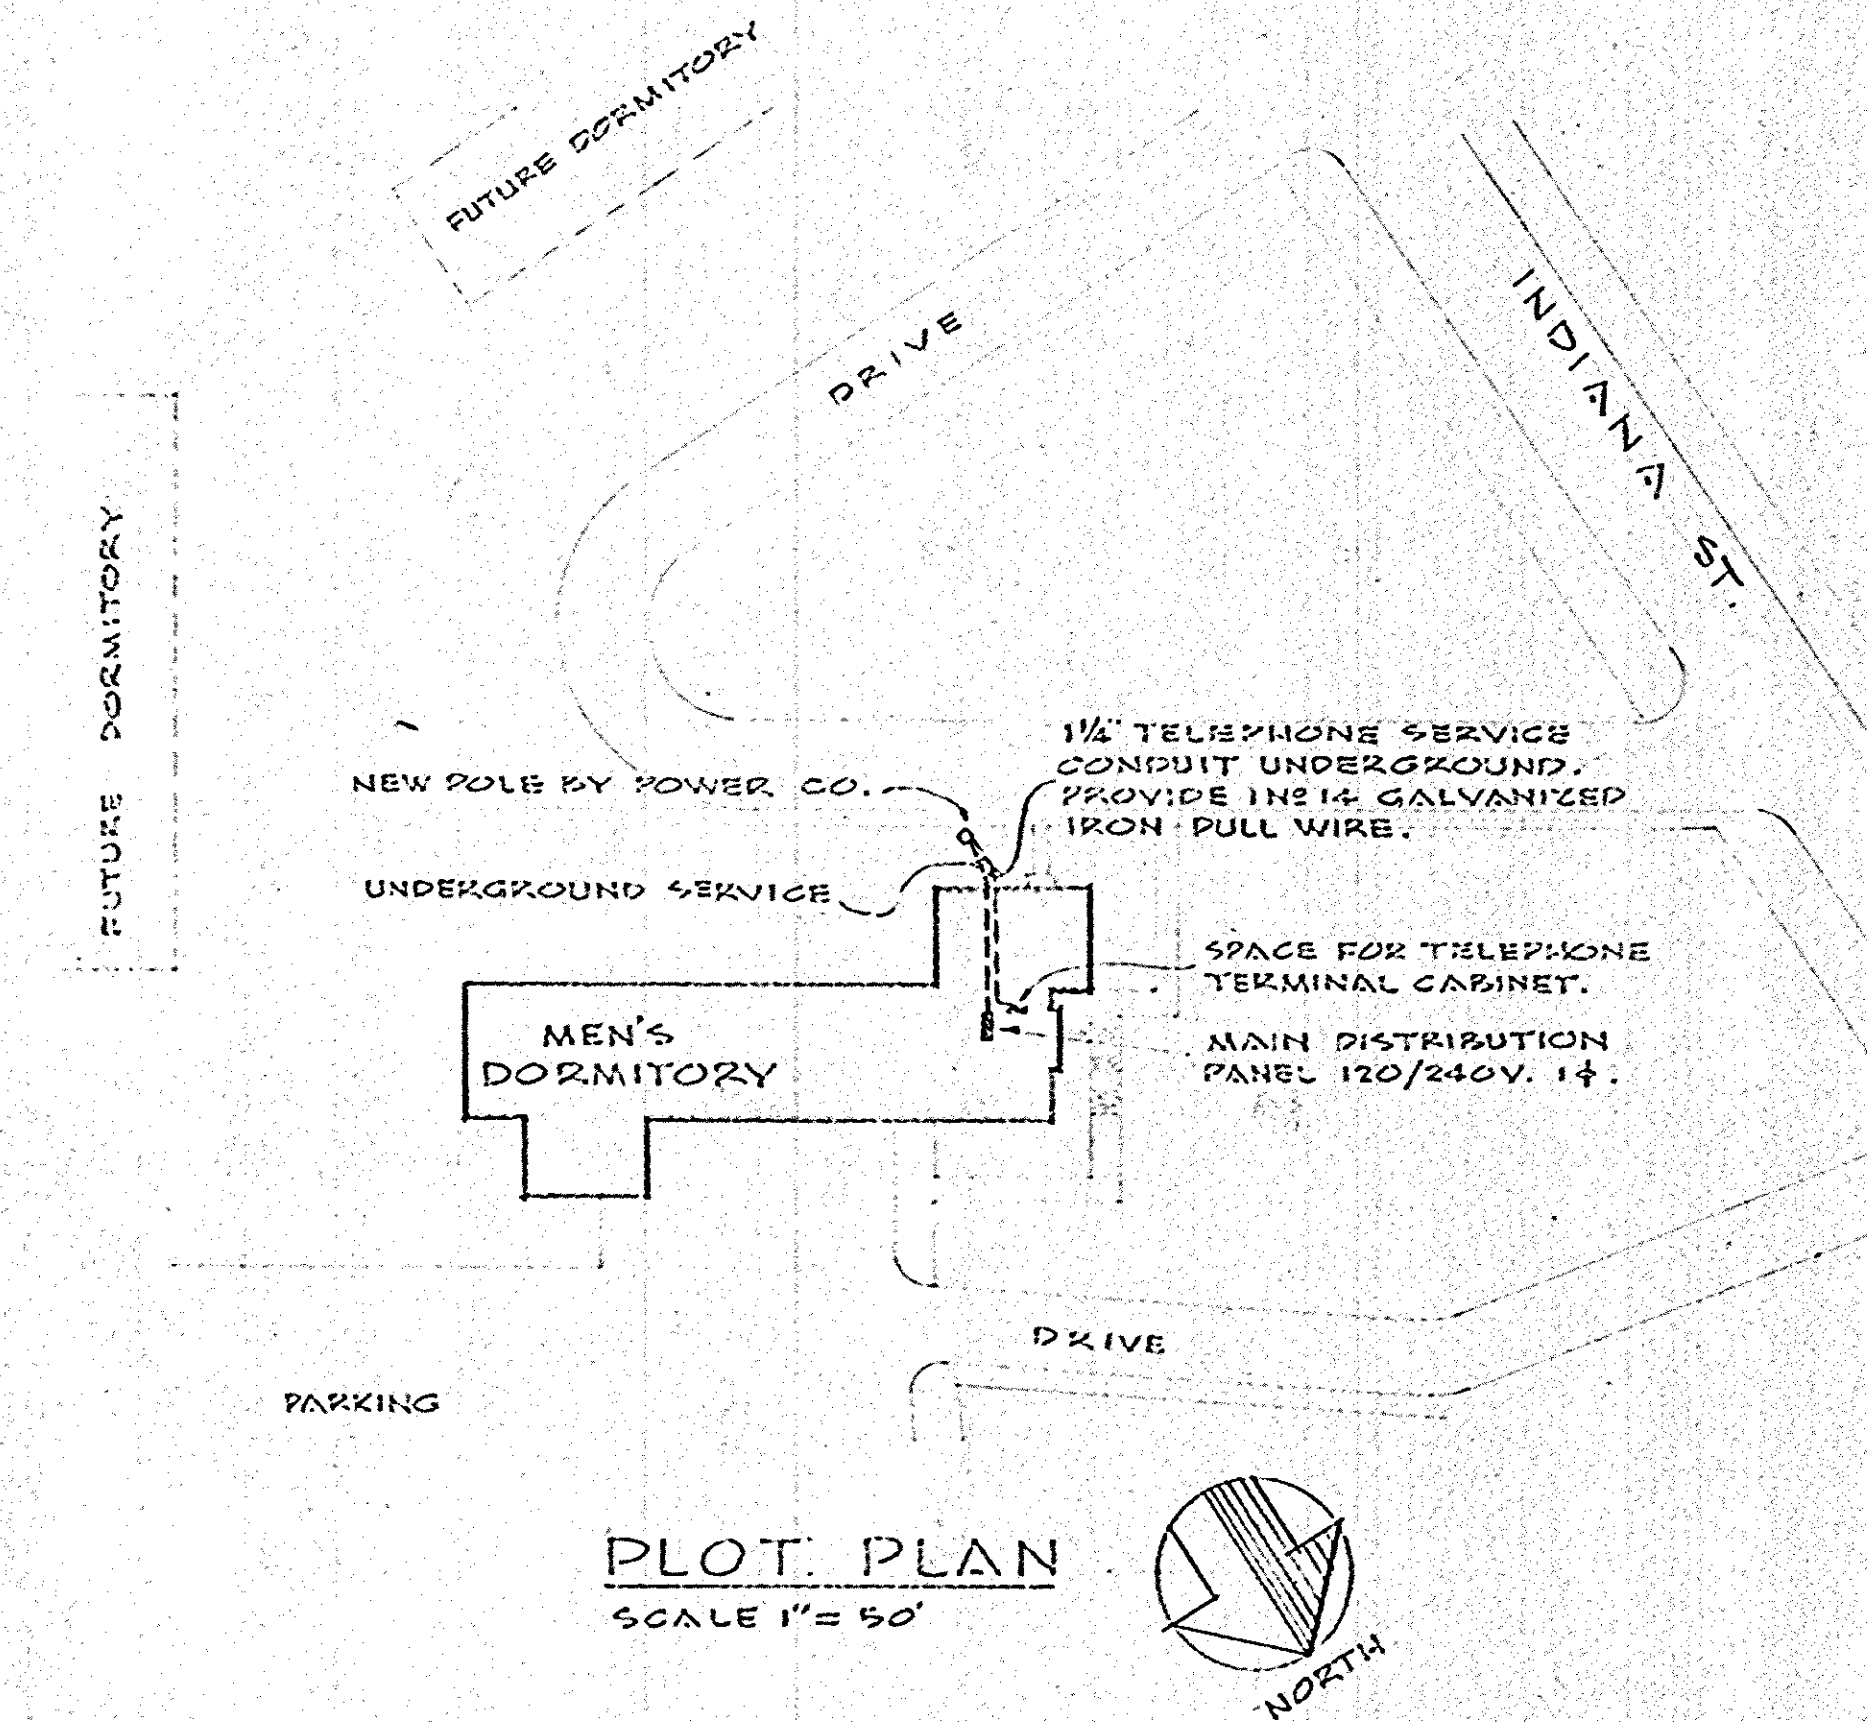 FUTURE DORMITORY
DRIVE
INDIANA ST.
FUTURE DORMITORY
NEW POLE BY POWER CO.
1¼" TELEPHONE SERVICE
CONDUIT UNDERGROUND.
PROVIDE 1 Nº 14 GALVANIZED
IRON PULL WIRE.
UNDERGROUND SERVICE
SPACE FOR TELEPHONE
TERMINAL CABINET.
MEN'S
DORMITORY
MAIN DISTRIBUTION
PANEL 120/240V. 1ϕ.
DRIVE
PARKING
PLOT PLAN
SCALE 1" = 50'
NORTH